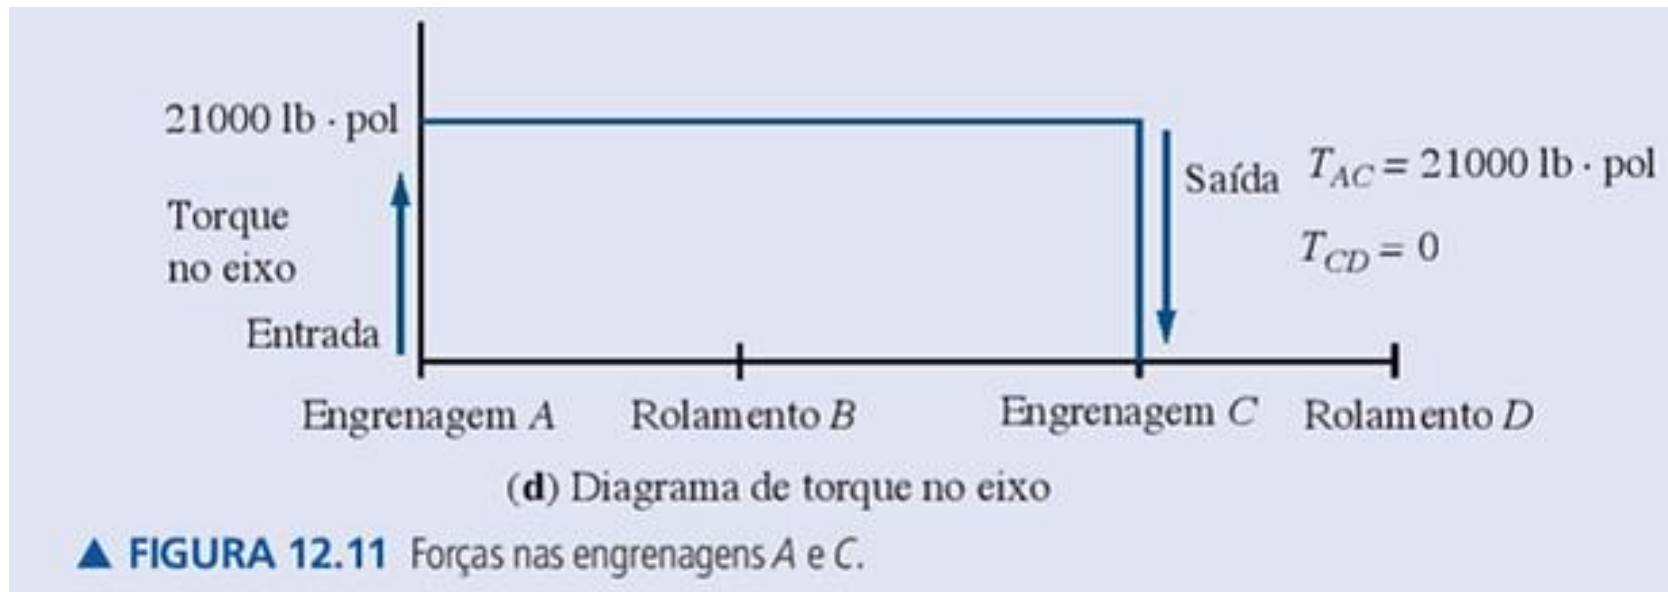 21000 lb · pol
Torque
no eixo
Entrada
Saída
T_AC = 21000 lb · pol
T_CD = 0
Engrenagem A
Rolamento B
Engrenagem C
Rolamento D
(d) Diagrama de torque no eixo
▲ FIGURA 12.11 Forças nas engrenagens A e C.